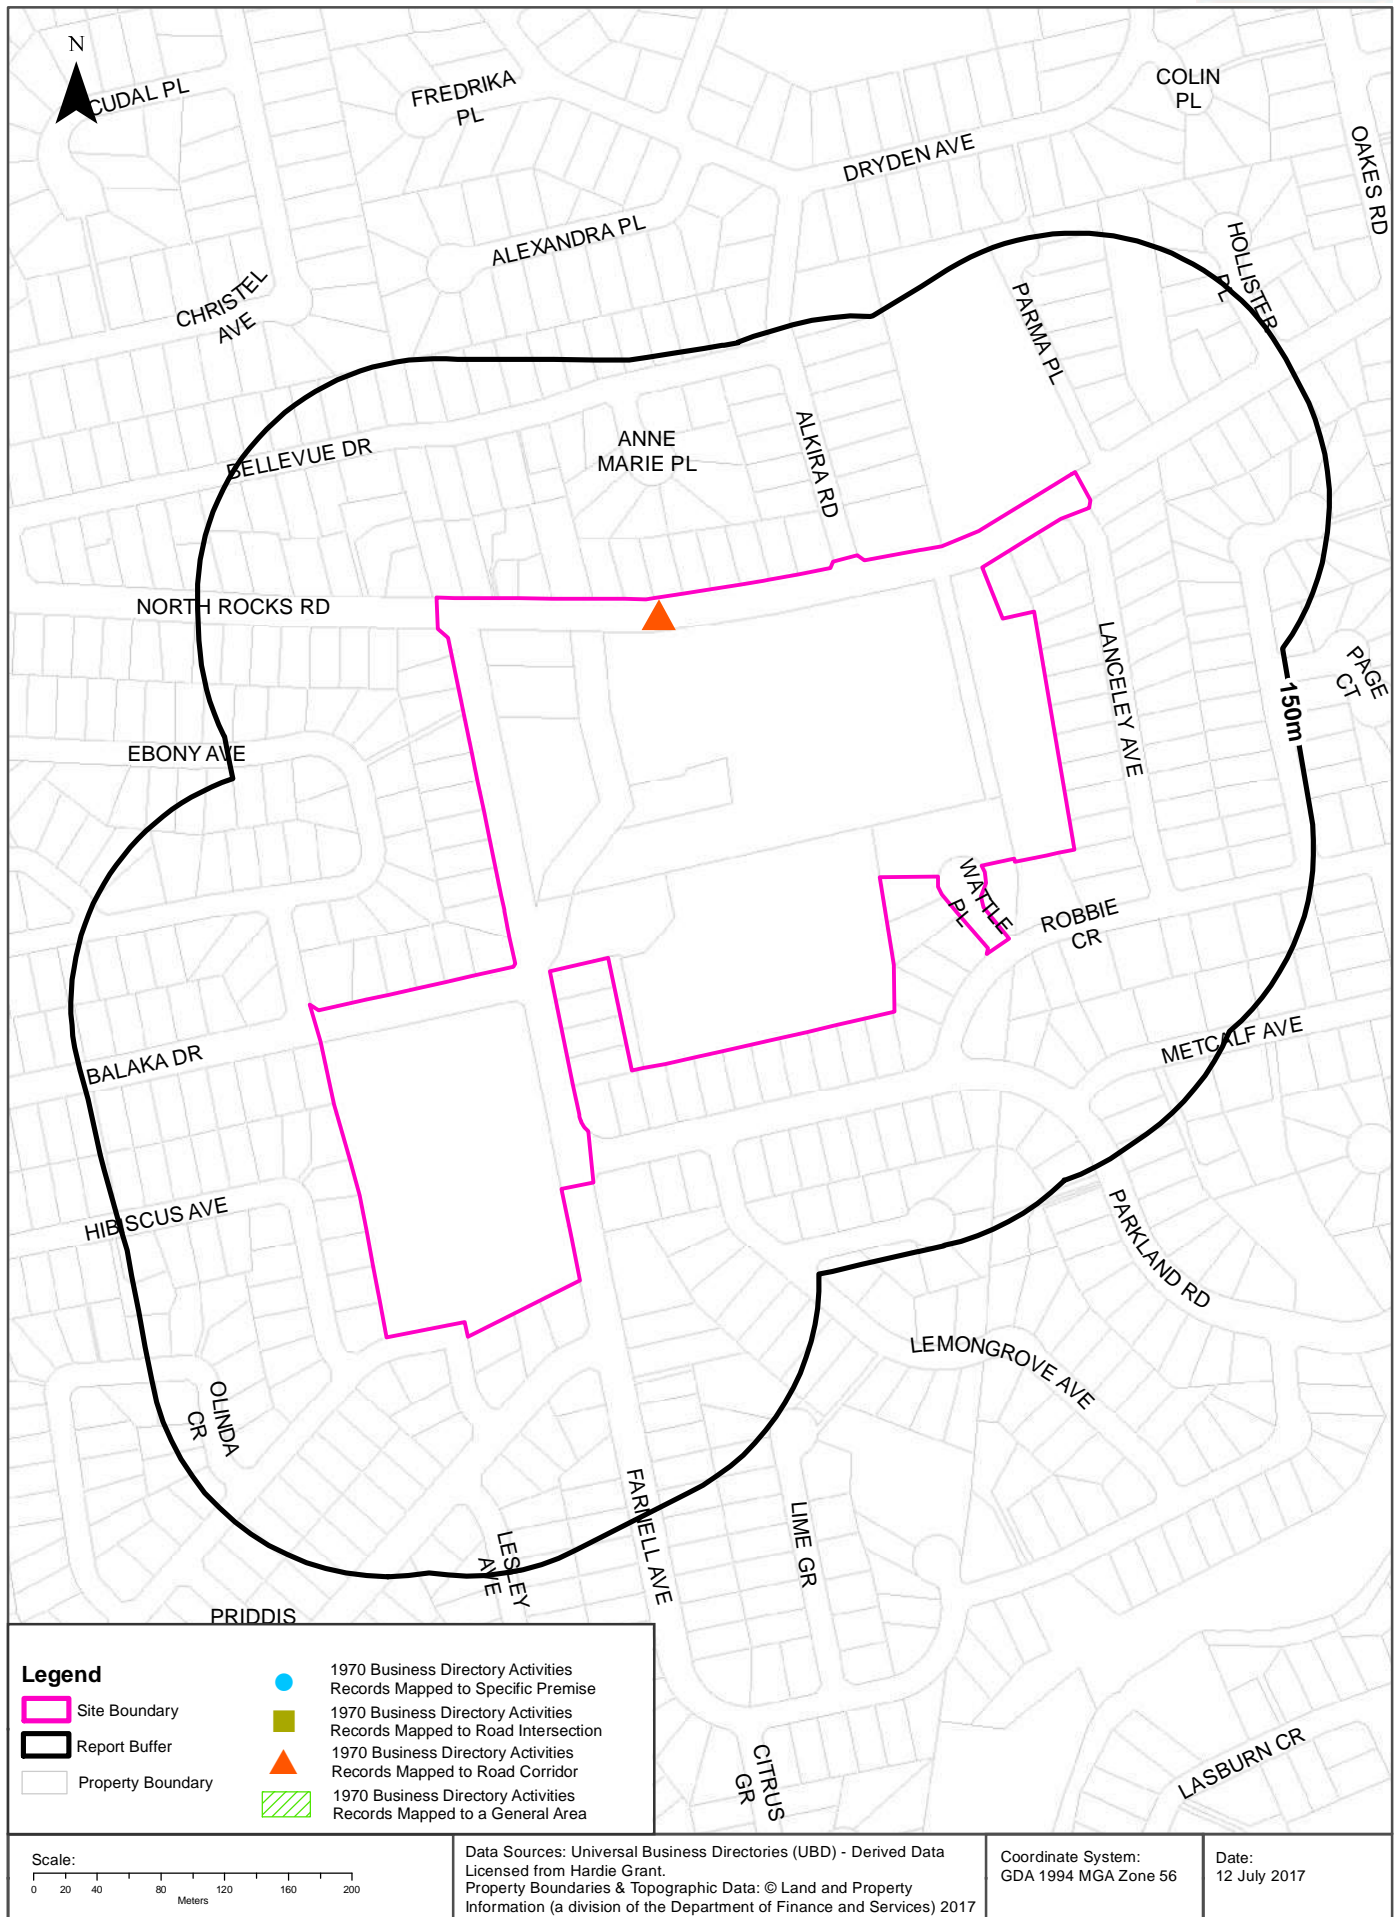 N
CUDAL PL
FREDRIKA
PL
COLIN
PL
DRYDEN AVE
OAKES RD
ALEXANDRA PL
HOLLISTER
PL
CHRISTEL
AVE
PARMA PL
ANNE
MARIE PL
ALKIRA RD
BELLEVUE DR
NORTH ROCKS RD
LANCELEY AVE
PAGE
CT
150m
EBONY AVE
WATTLE
PL
ROBBIE
CR
METCALF AVE
BALAKA DR
HIBISCUS AVE
PARKLAND RD
LEMONGROVE AVE
OLINDA
CR
FARNELL AVE
LIME GR
LESLEY
AVE
PRIDDIS
CITRUS
GR
LASBURN CR
Legend
Site Boundary
Report Buffer
Property Boundary
1970 Business Directory Activities
Records Mapped to Specific Premise
1970 Business Directory Activities
Records Mapped to Road Intersection
1970 Business Directory Activities
Records Mapped to Road Corridor
1970 Business Directory Activities
Records Mapped to a General Area
Scale:
0 20 40 80 120 160 200
Meters
Data Sources: Universal Business Directories (UBD) - Derived Data
Licensed from Hardie Grant.
Property Boundaries & Topographic Data: © Land and Property
Information (a division of the Department of Finance and Services) 2017
Coordinate System:
GDA 1994 MGA Zone 56
Date:
12 July 2017